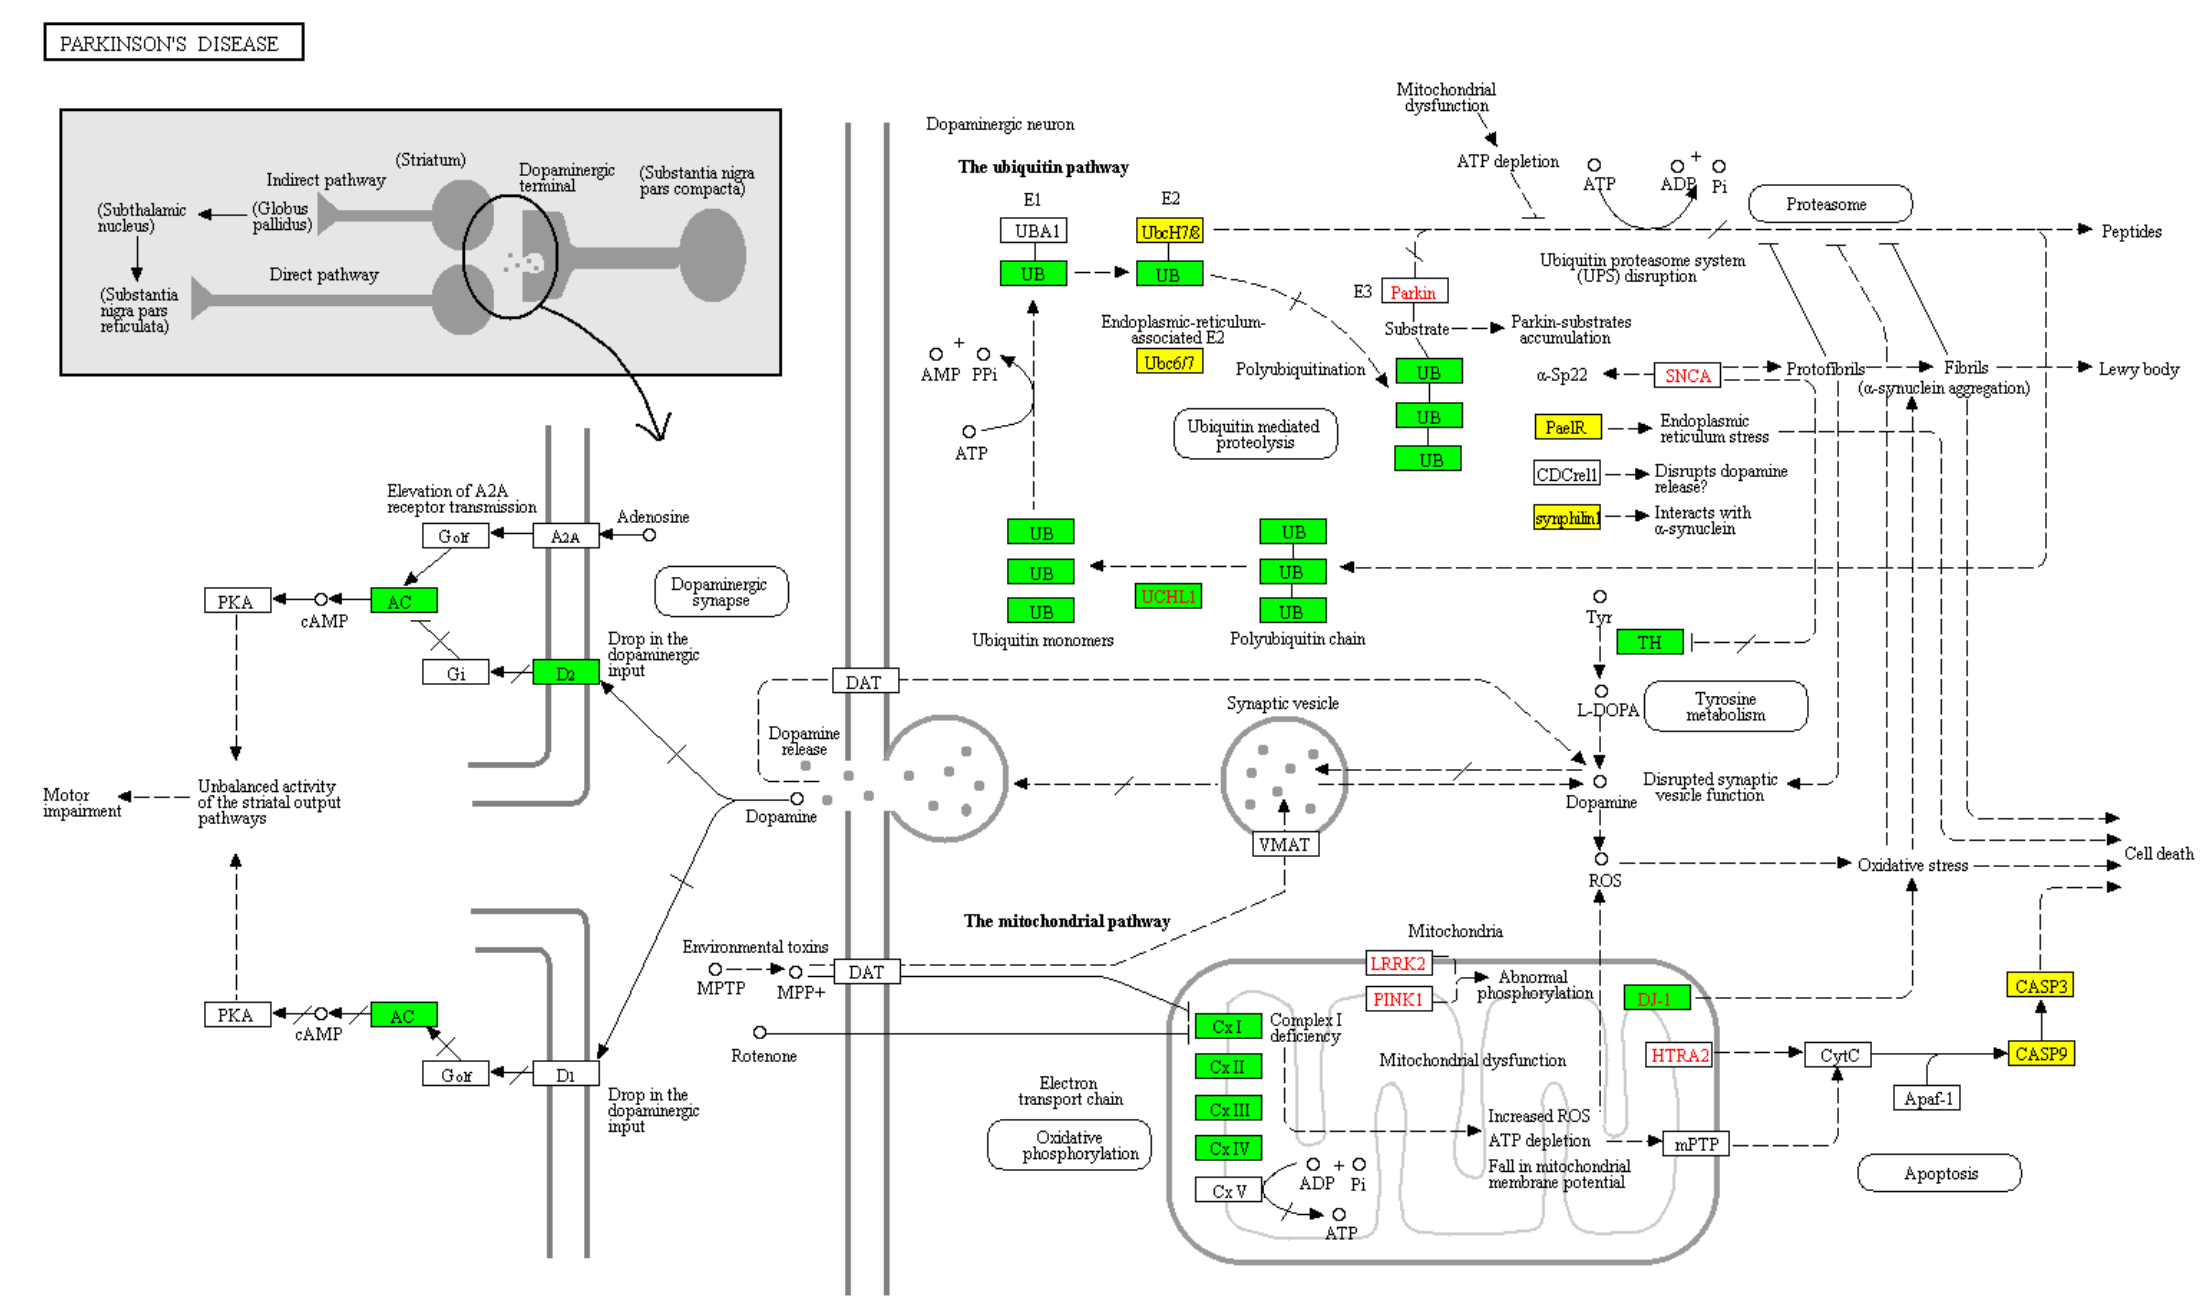 PARKINSON'S DISEASE
(Striatum)
Indirect pathway
Dopaminergic
terminal
(Substantia nigra
pars compacta)
(Subthalamic
nucleus)
(Globus
pallidus)
Direct pathway
(Substantia
nigra pars
reticulata)
Dopaminergic neuron
The ubiquitin pathway
Mitochondrial
dysfunction
ATP depletion
ATP
ADP
+
Pi
Proteasome
Peptides
E1
E2
UBA1
UbcH7/8
UB
UB
Ubiquitin proteasome system
(UPS) disruption
E3
Parkin
Substrate
Parkin-substrates
accumulation
Endoplasmic-reticulum-
associated E2
Ubc6/7
Polyubiquitination
UB
UB
UB
AMP
+
PPi
ATP
Ubiquitin mediated
proteolysis
α-Sp22
SNCA
Protofibrils
Fibrils
(α-synuclein aggregation)
Lewy body
PaelR
Endoplasmic
reticulum stress
CDCrel1
Disrupts dopamine
release?
synphilin1
Interacts with
α-synuclein
UB
UB
UB
Ubiquitin monomers
UCHL1
UB
UB
UB
Polyubiquitin chain
Elevation of A2A
receptor transmission
Golf
A2A
Adenosine
PKA
cAMP
AC
Dopaminergic
synapse
Gi
D2
Drop in the
dopaminergic
input
Tyr
TH
L-DOPA
Tyrosine
metabolism
DAT
Dopamine
release
Synaptic vesicle
Dopamine
Disrupted synaptic
vesicle function
Motor
impairment
Unbalanced activity
of the striatal output
pathways
Dopamine
VMAT
ROS
Oxidative stress
Cell death
The mitochondrial pathway
Environmental toxins
MPTP
MPP+
DAT
Rotenone
PKA
cAMP
AC
Golf
D1
Drop in the
dopaminergic
input
Mitochondria
LRRK2
PINK1
Abnormal
phosphorylation
DJ-1
CASP3
Cx I
Complex I
deficiency
Cx II
Cx III
Cx IV
Cx V
Mitochondrial dysfunction
HTRA2
CytC
CASP9
Apaf-1
Electron
transport chain
Oxidative
phosphorylation
Increased ROS
ATP depletion
Fall in mitochondrial
membrane potential
mPTP
ADP
+
Pi
ATP
Apoptosis